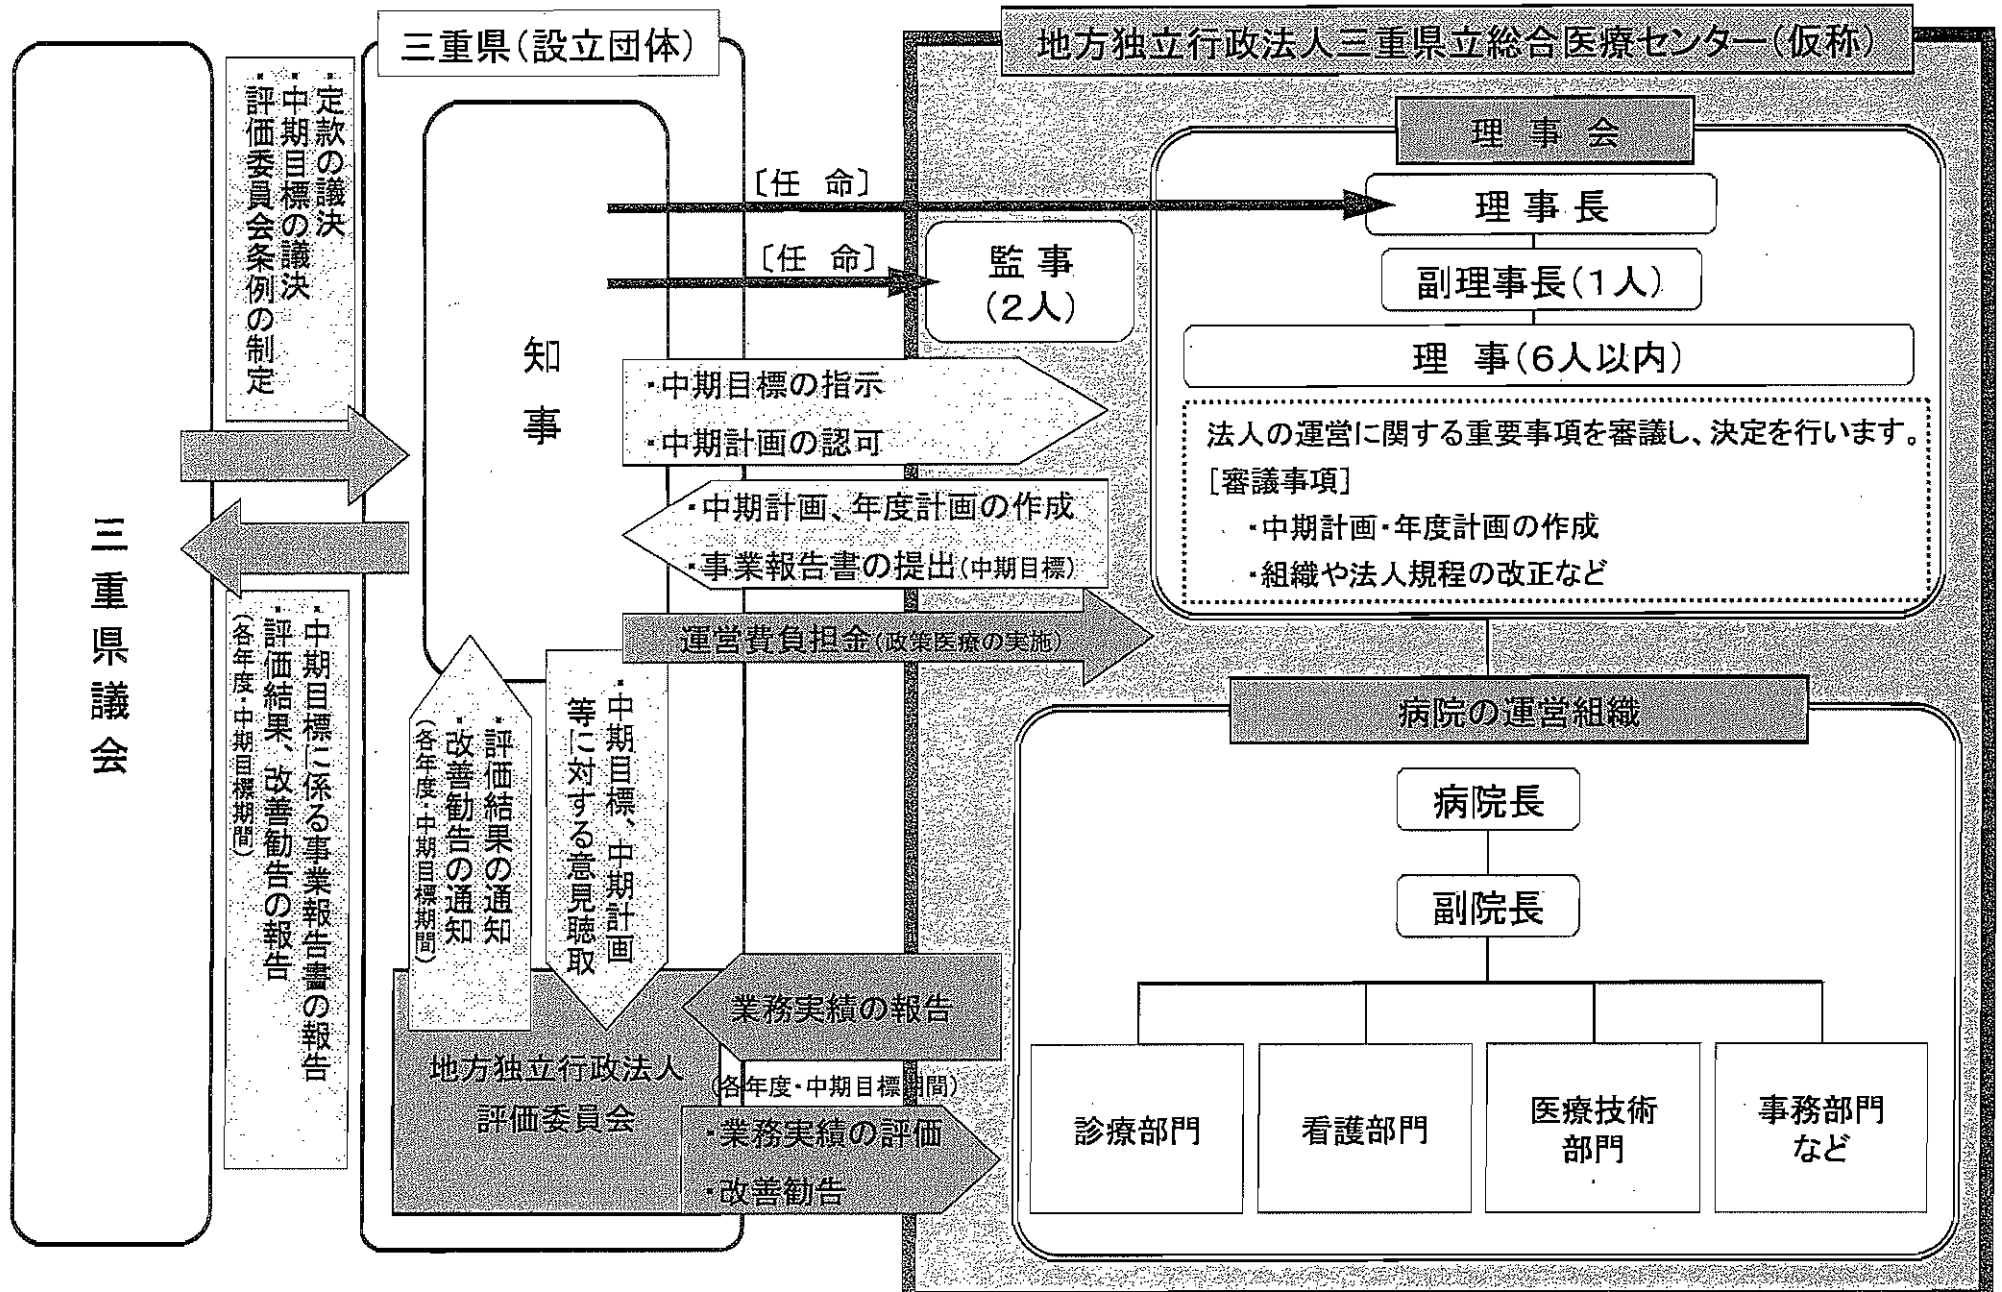 三重県議会
・定款の議決
・中期目標の議決
・評価委員会条例の制定
・中期目標に係る事業報告書の報告
・評価結果、改善勧告の報告
(各年度・中期目標期間)
三重県(設立団体)
知事
〔任 命〕
〔任 命〕
・中期目標の指示
・中期計画の認可
・中期計画、年度計画の作成
・事業報告書の提出(中期目標)
運営費負担金(政策医療の実施)
・評価結果の通知
・改善勧告の通知
(各年度・中期目標期間)
・中期目標、中期計画
等に対する意見聴取
地方独立行政法人
評価委員会
業務実績の報告
(各年度・中期目標期間)
・業務実績の評価
・改善勧告
地方独立行政法人三重県立総合医療センター(仮称)
監事
(2人)
理事会
理事長
副理事長(1人)
理 事(6人以内)
法人の運営に関する重要事項を審議し、決定を行います。
[審議事項]
・中期計画・年度計画の作成
・組織や法人規程の改正など
病院の運営組織
病院長
副院長
診療部門
看護部門
医療技術
部門
事務部門
など